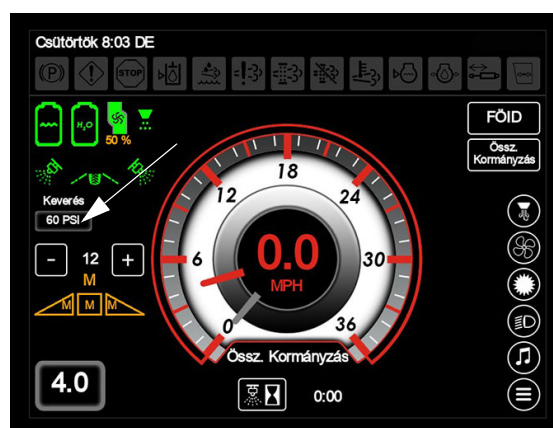 Csütörtök 8:03 DE
(P)
STOP
H₂O
50 %
FÖlD
Össz.
Kormányzás
Keverés
60 PSI
- 12 +
M
M M M
0
6
12
18
24
30
36
0.0
MPH
Össz. Kormányzás
4.0
0:00